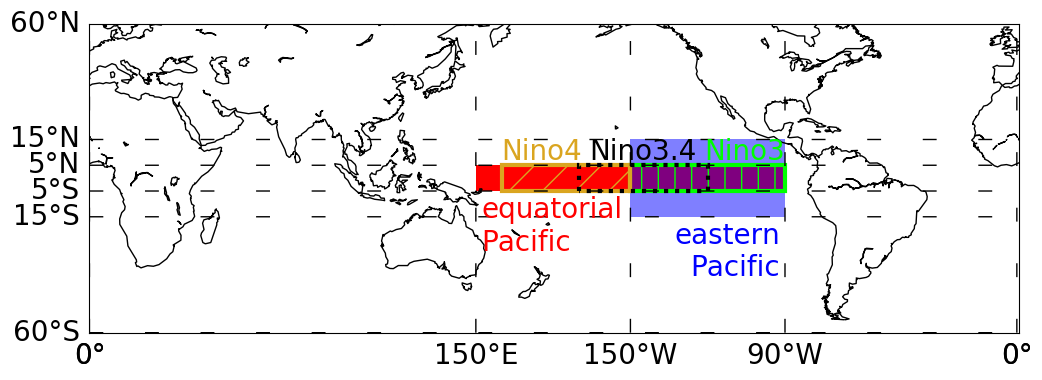 60°N
15°N
5°N
5°S
15°S
60°S
Nino4
Nino3.4
Nino3
equatorial
Pacific
eastern
Pacific
0°
150°E
150°W
90°W
0°